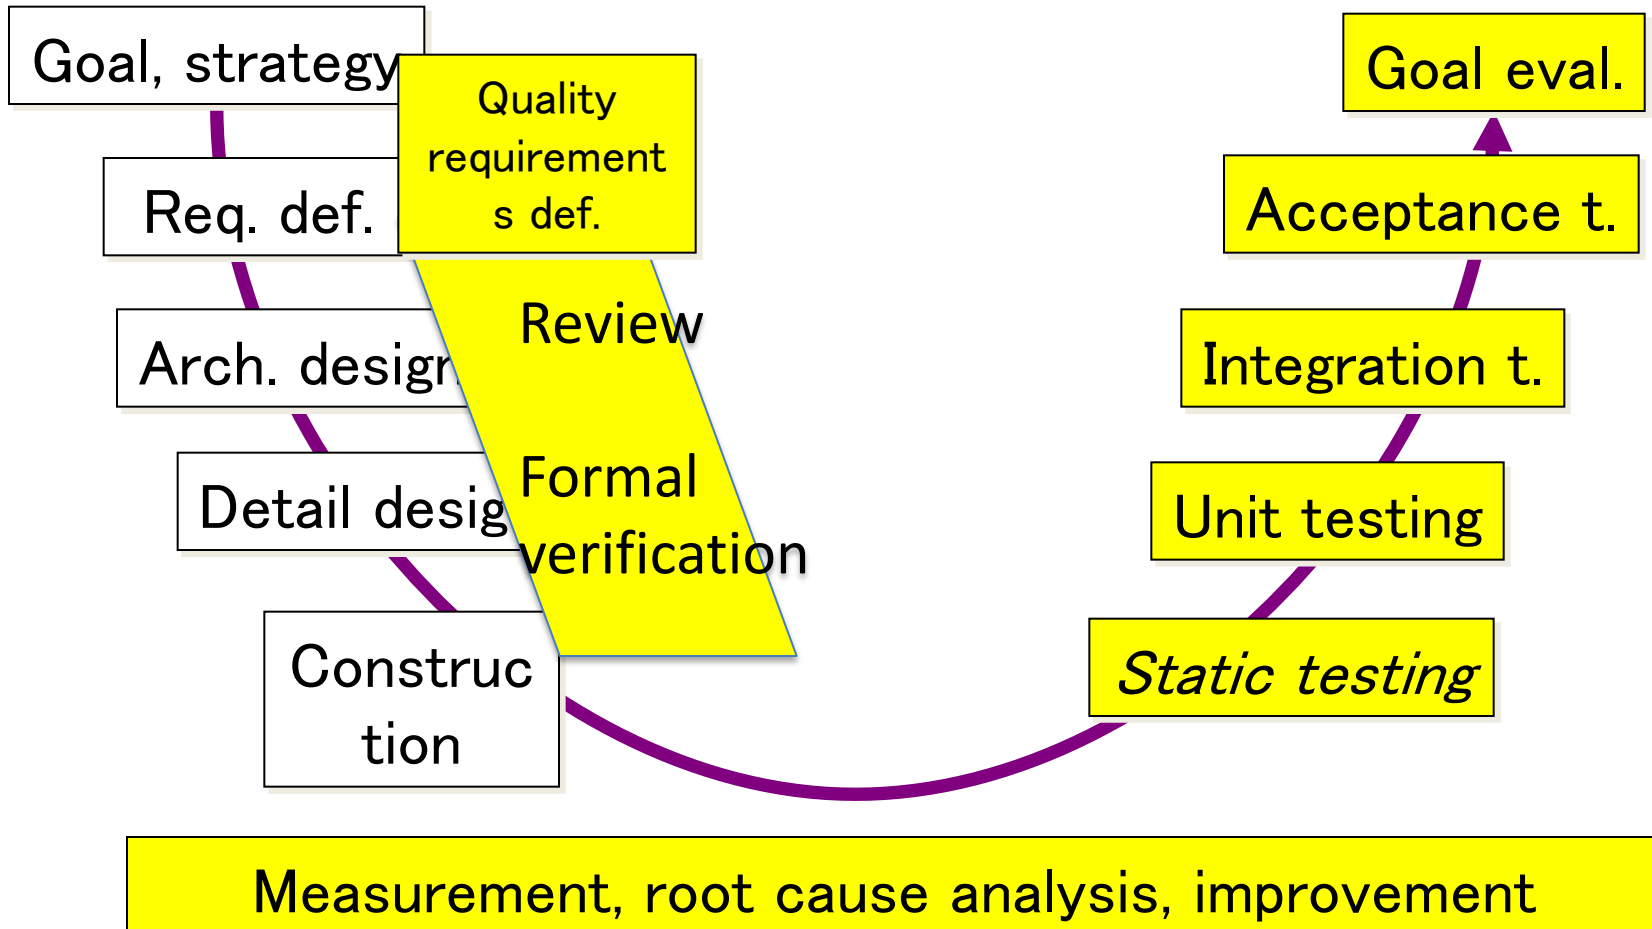 Goal, strategy
Quality
requirement
s def.
Req. def.
Arch. design
Detail desig
Construc
tion
Review
Formal
verification
Goal eval.
Acceptance t.
Integration t.
Unit testing
Static testing
Measurement, root cause analysis, improvement